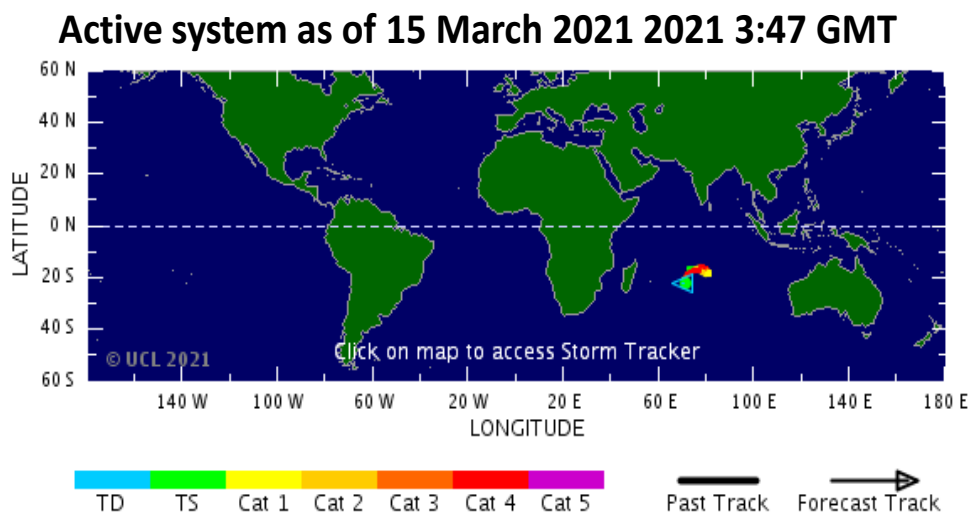 Active system as of 15 March 2021 2021 3:47 GMT
60 N
40 N
20 N
0 N
20 S
40 S
60 S
LATITUDE
© UCL 2021
Click on map to access Storm Tracker
140 W 100 W 60 W 20 W 20 E 60 E 100 E 140 E 180 E
LONGITUDE
TD TS Cat 1 Cat 2 Cat 3 Cat 4 Cat 5 Past Track Forecast Track